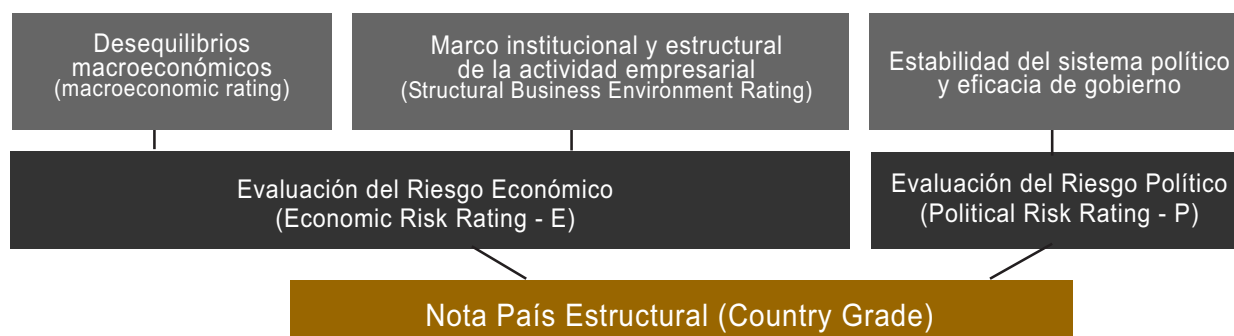 Desequilibrios
macroeconómicos
(macroeconomic rating)
Marco institucional y estructural
de la actividad empresarial
(Structural Business Environment Rating)
Estabilidad del sistema político
y eficacia de gobierno
Evaluación del Riesgo Económico
(Economic Risk Rating - E)
Evaluación del Riesgo Político
(Political Risk Rating - P)
Nota País Estructural (Country Grade)